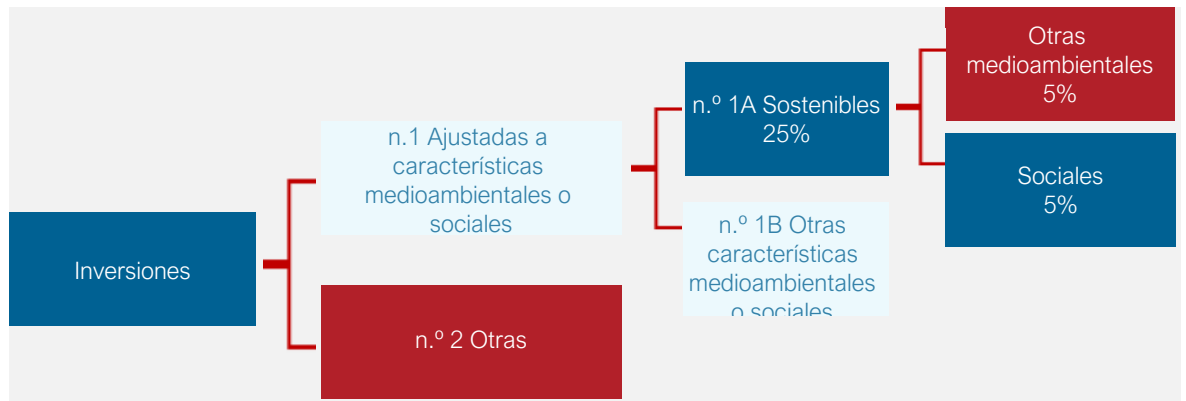 Inversiones
n.1 Ajustadas a
características
medioambientales o
sociales
n.º 2 Otras
n.º 1A Sostenibles
25%
n.º 1B Otras
características
medioambientales
o sociales
Otras
medioambientales
5%
Sociales
5%